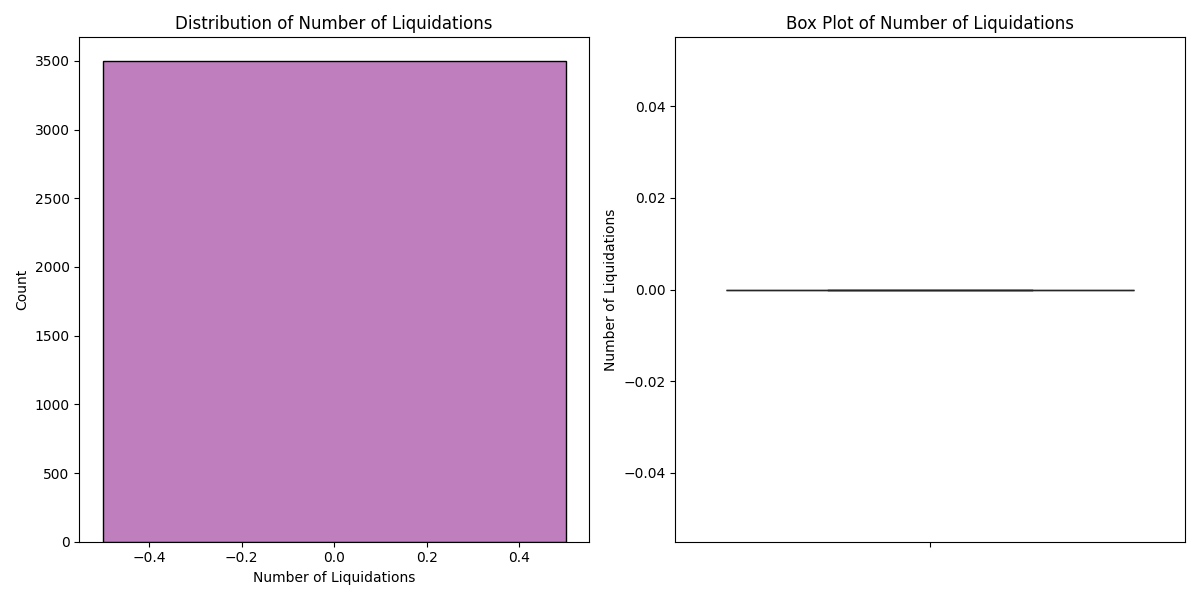 Distribution of Number of Liquidations
3500
3000
2500
2000
1500
1000
500
0
Count
−0.4 −0.2 0.0 0.2 0.4
Number of Liquidations
Box Plot of Number of Liquidations
0.04
0.02
0.00
−0.02
−0.04
Number of Liquidations